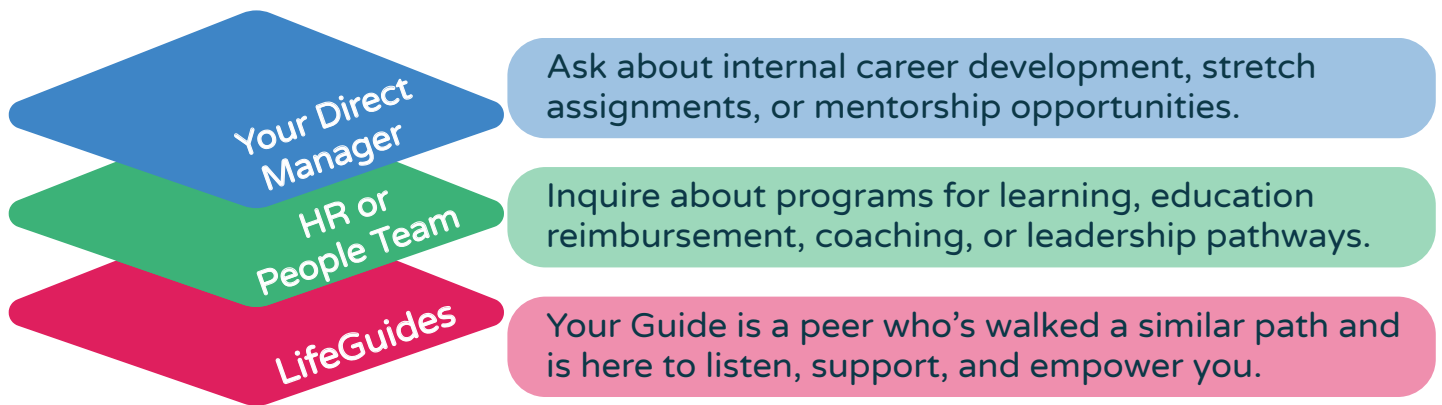 Your Direct
Manager
Ask about internal career development, stretch
assignments, or mentorship opportunities.
HR or
People Team
Inquire about programs for learning, education
reimbursement, coaching, or leadership pathways.
LifeGuides
Your Guide is a peer who’s walked a similar path and
is here to listen, support, and empower you.